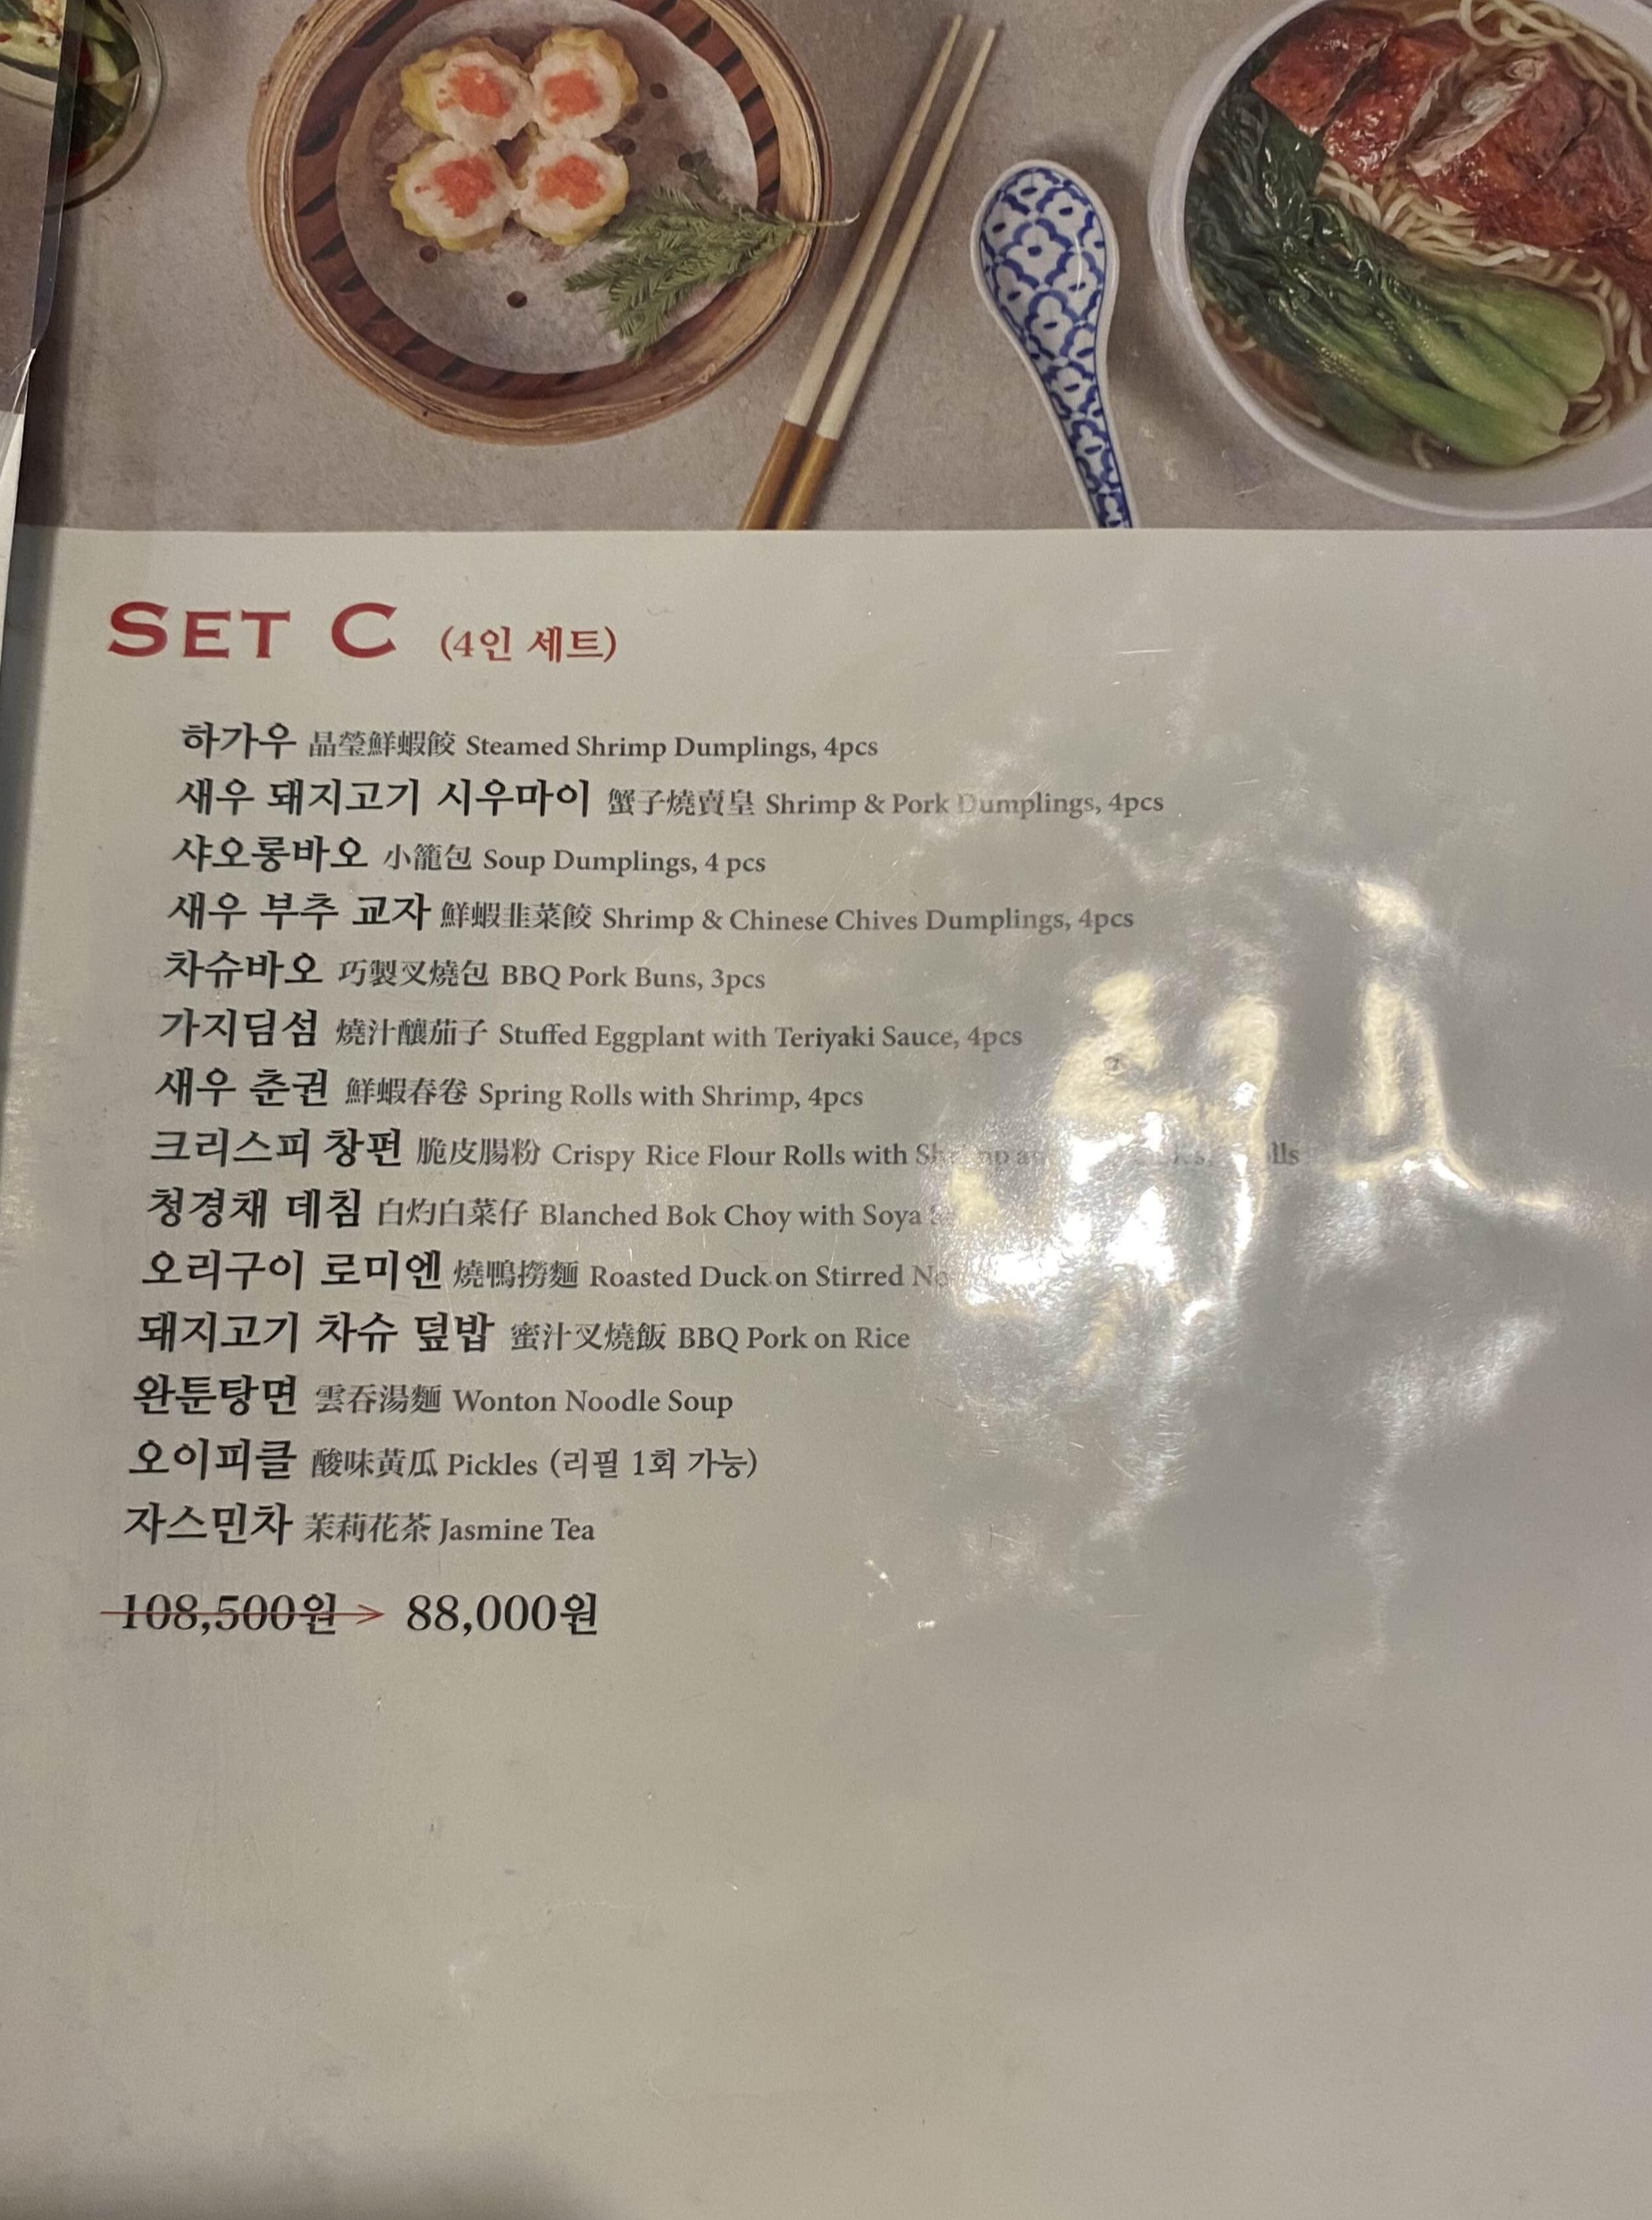 SET C (4인 세트)
하가우 晶瑩鮮蝦餃 Steamed Shrimp Dumplings, 4pcs
새우 돼지고기 시우마이 蟹子燒賣皇 Shrimp & Pork Dumplings, 4pcs
샤오롱바오 小籠包 Soup Dumplings, 4 pcs
새우 부추 교자 鮮蝦韭菜餃 Shrimp & Chinese Chives Dumplings, 4pcs
차슈바오 巧製叉燒包 BBQ Pork Buns, 3pcs
가지딤섬 燒汁釀茄子 Stuffed Eggplant with Teriyaki Sauce, 4pcs
새우 춘권 鮮蝦春卷 Spring Rolls with Shrimp, 4pcs
크리스피 창펀 脆皮腸粉 Crispy Rice Flour Rolls with
청경채 데침 白灼白菜仔 Blanched Bok Choy with Soya
오리구이 로미엔 燒鴨撈麵 Roasted Duck on Stirred
돼지고기 차슈 덮밥 蜜汁叉燒飯 BBQ Pork on Rice
완툰탕면 雲吞湯麵 Wonton Noodle Soup
오이피클 酸味黃瓜 Pickles (리필 1회 가능)
자스민차 茉莉花茶 Jasmine Tea
108,500원 → 88,000원